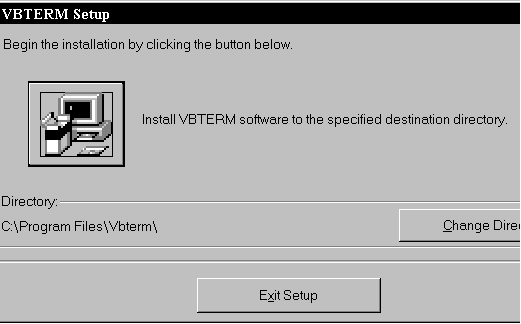 VBTERM Setup
Begin the installation by clicking the button below.
Install VBTERM software to the specified destination directory.
Directory:
C:\Program Files\Vbterm\
Change Direc
Exit Setup